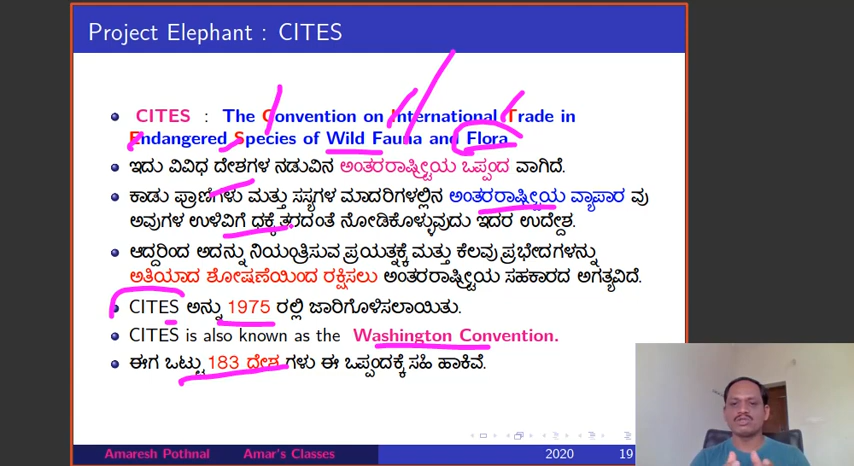 Project Elephant : CITES
CITES : The Convention on International Trade in
Endangered Species of Wild Fauna and Flora
ಇದು ವಿವಿಧ ದೇಶಗಳ ನಡುವಿನ ಅಂತರರಾಷ್ಟ್ರೀಯ ಒಪ್ಪಂದ ವಾಗಿದೆ.
ಕಾಡು ಪ್ರಾಣಿಗಳು ಮತ್ತು ಸಸ್ಯಗಳ ಮಾದರಿಗಳಲ್ಲಿನ ಅಂತರರಾಷ್ಟ್ರೀಯ ವ್ಯಾಪಾರ ವು
ಅವುಗಳ ಉಳಿವಿಗೆ ಧಕ್ಕೆ ತರದಂತೆ ನೋಡಿಕೊಳ್ಳುವುದು ಇದರ ಉದೇಶ.
ಆದ್ದರಿಂದ ಅದನ್ನು ನಿಯಂತ್ರಿಸುವ ಪ್ರಯತ್ನಕ್ಕೆ ಮತ್ತು ಕೆಲವು ಪ್ರಭೇದಗಳನ್ನು
ಅತಿಯಾದ ಶೋಷಣೆಯಿಂದ ರಕ್ಷಿಸಲು ಅಂತರರಾಷ್ಟ್ರೀಯ ಸಹಕಾರದ ಅಗತ್ಯವಿದೆ.
CITES ಅನ್ನು 1975 ರಲ್ಲಿ ಜಾರಿಗೊಳಿಸಲಾಯಿತು.
CITES is also known as the Washington Convention.
ಈಗ ಒಟ್ಟು 183 ದೇಶ ಗಳು ಈ ಒಪ್ಪಂದಕ್ಕೆ ಸಹಿ ಹಾಕಿವೆ.
Amaresh Pothnal Amar's Classes 2020 19